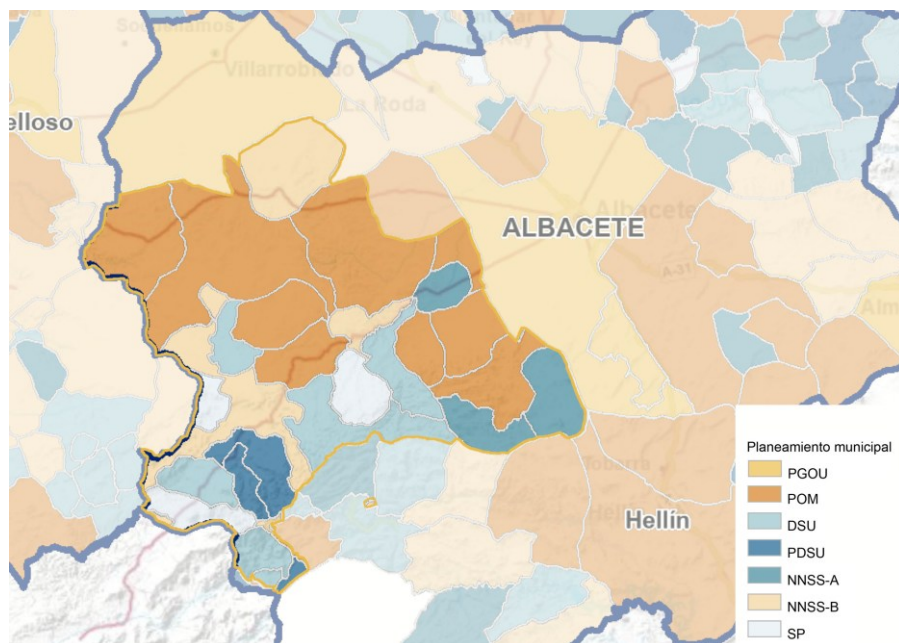 Socuéllamos
Villarrobledo
La Roda
elloso
ALBACETE
Albacete
A-31
Alm
Tobarra
Hellín
Planeamiento municipal
PGOU
POM
DSU
PDSU
NNSS-A
NNSS-B
SP